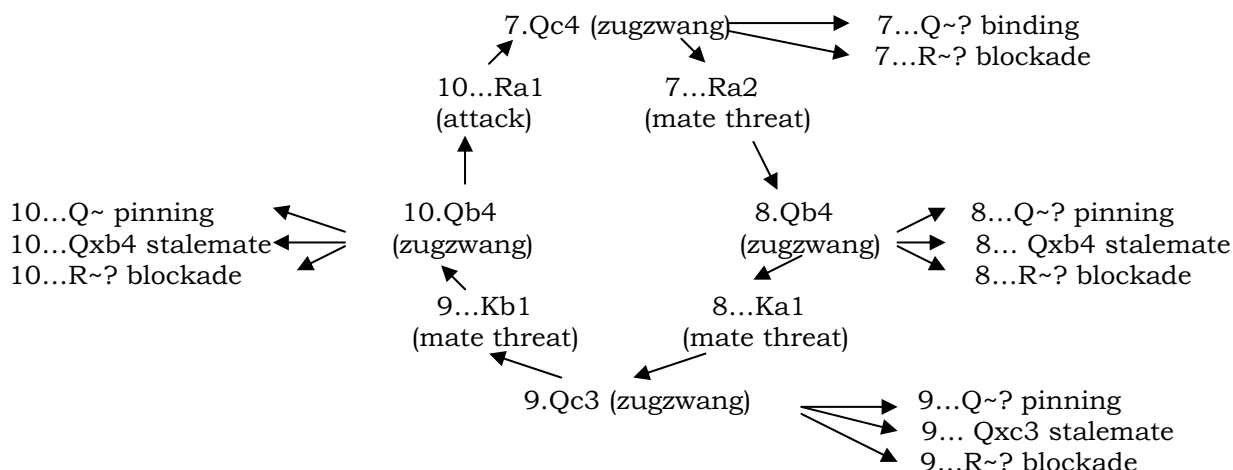 7.Qc4 (zugzwang)
7…Q~? binding
7…R~? blockade
10…Ra1
(attack)
7…Ra2
(mate threat)
10…Q~ pinning
10…Qxb4 stalemate
10…R~? blockade
10.Qb4
(zugzwang)
8.Qb4
(zugzwang)
8…Q~? pinning
8… Qxb4 stalemate
8…R~? blockade
9…Kb1
(mate threat)
8…Ka1
(mate threat)
9.Qc3 (zugzwang)
9…Q~? pinning
9… Qxc3 stalemate
9…R~? blockade